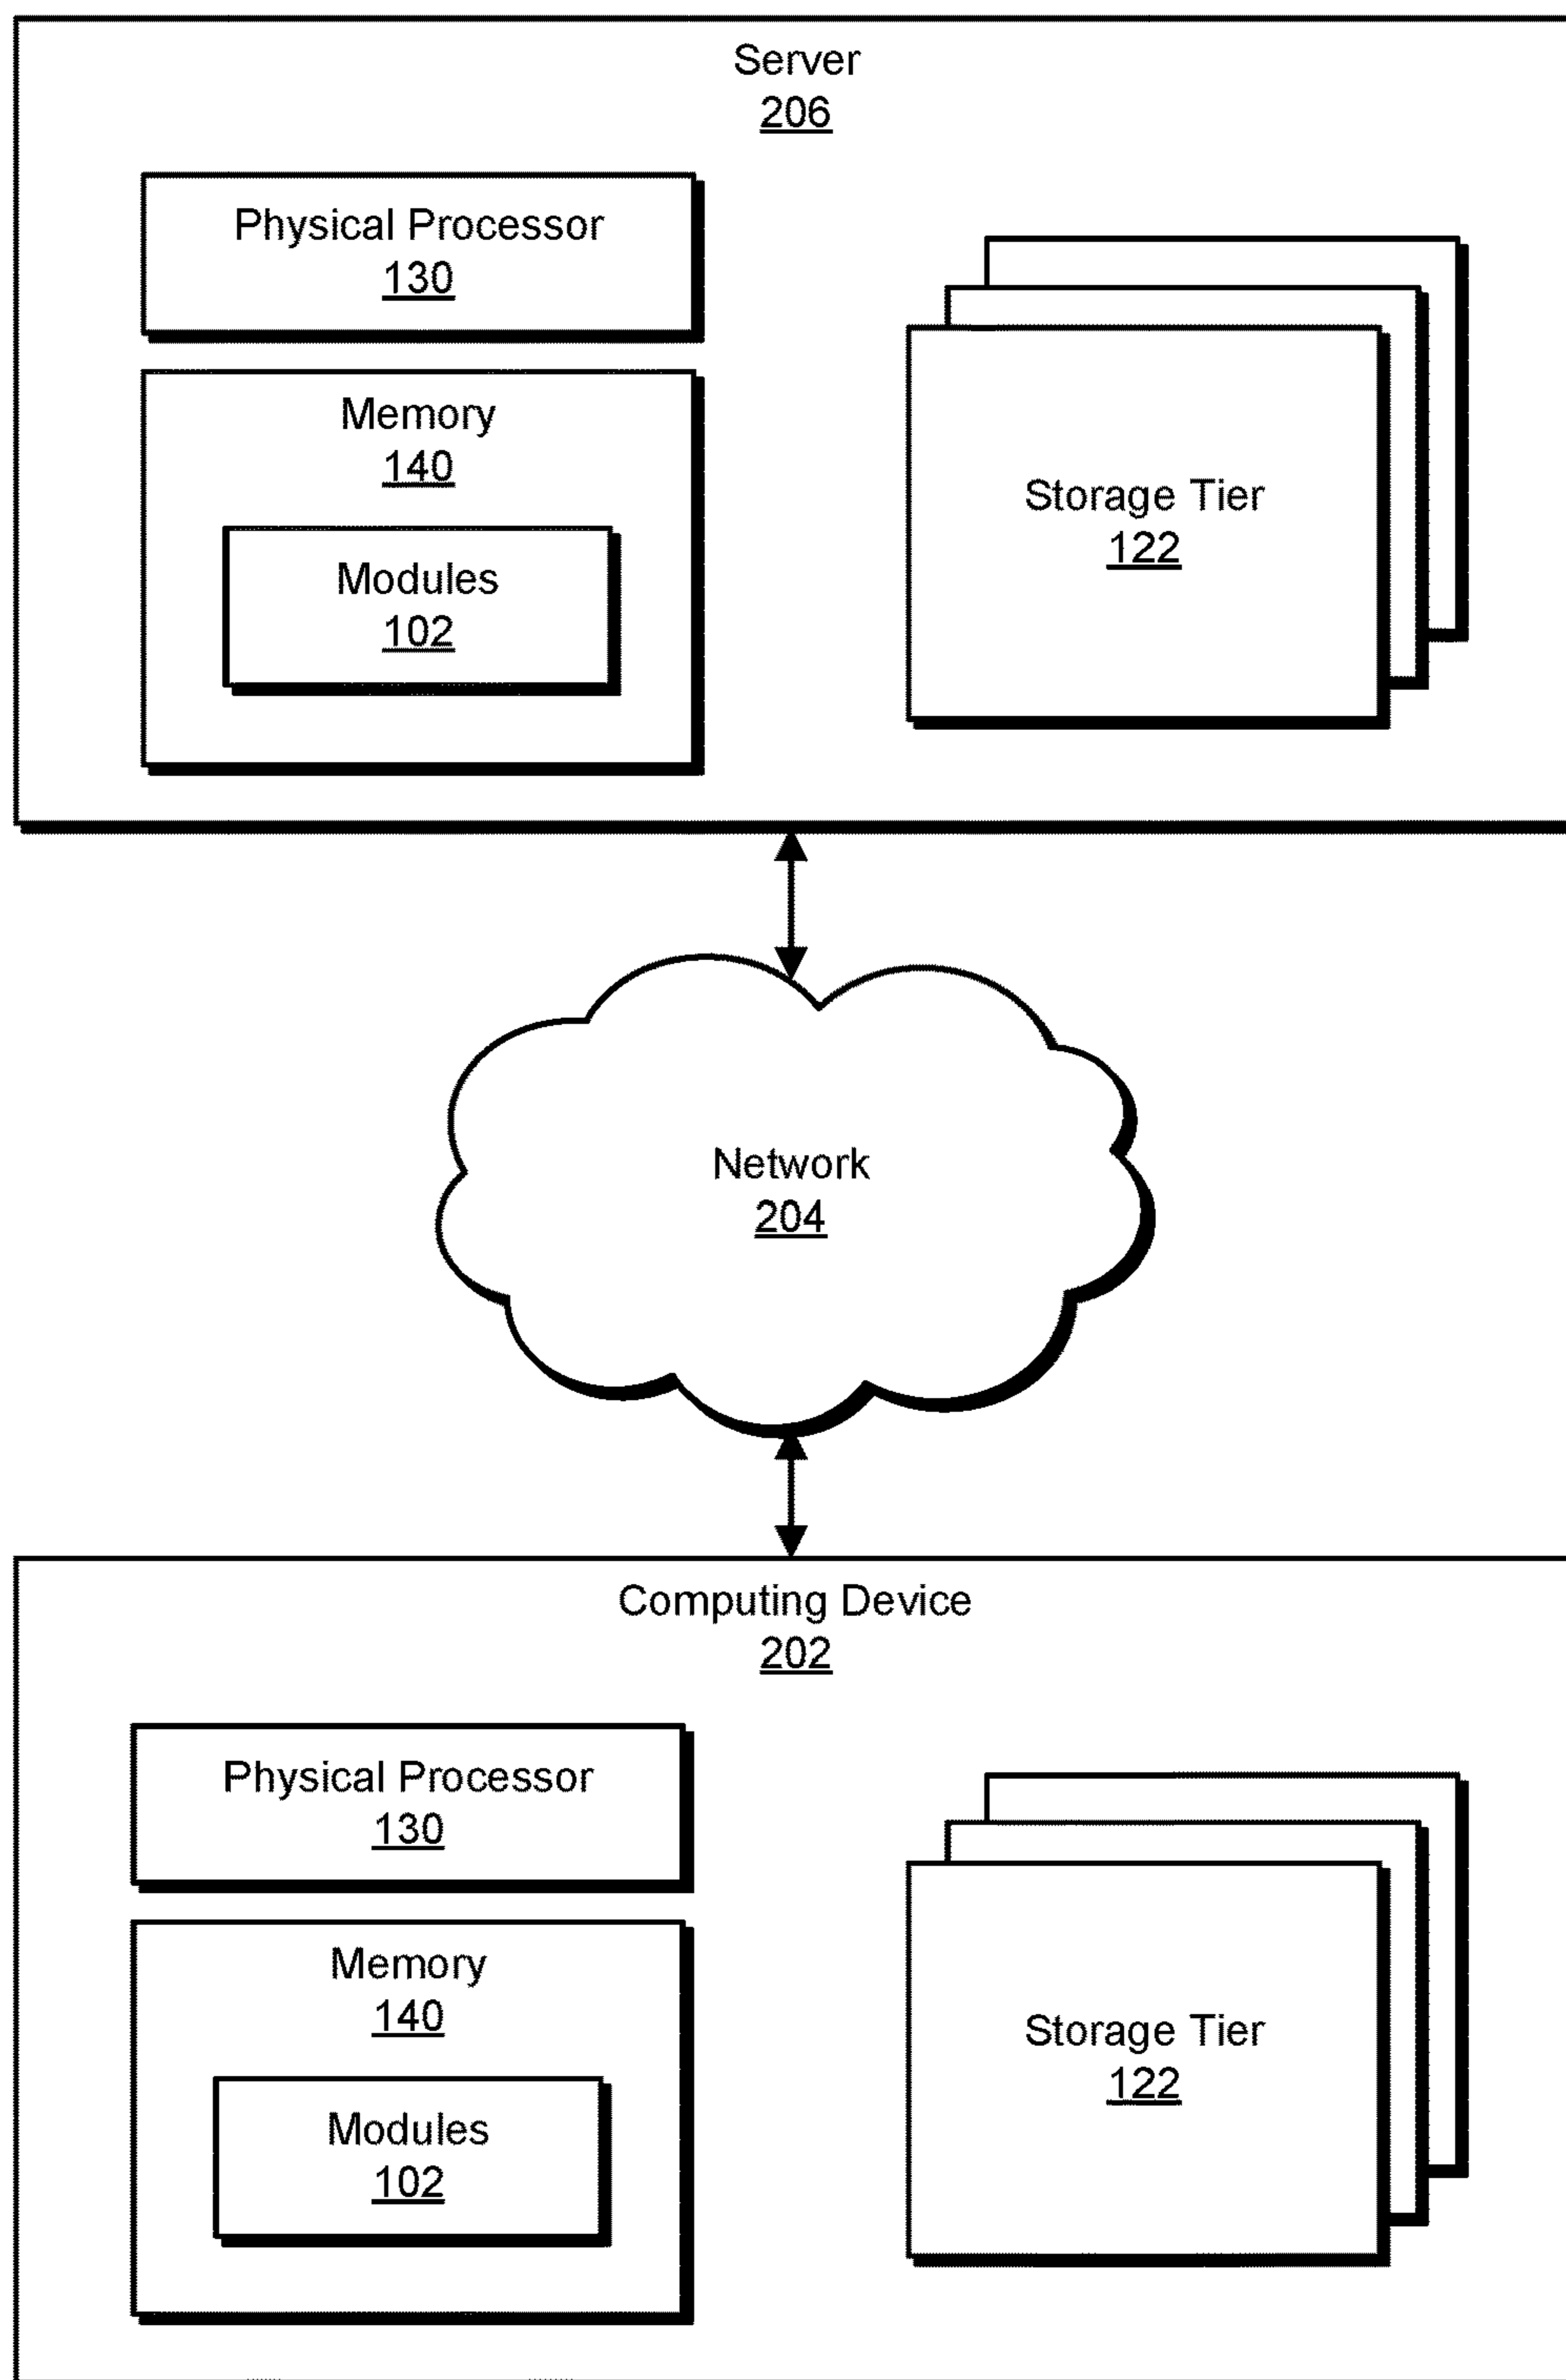 Server
206
Physical Processor
130
Memory
140
Modules
102
Storage Tier
122
Network
204
Computing Device
202
Physical Processor
130
Memory
140
Modules
102
Storage Tier
122